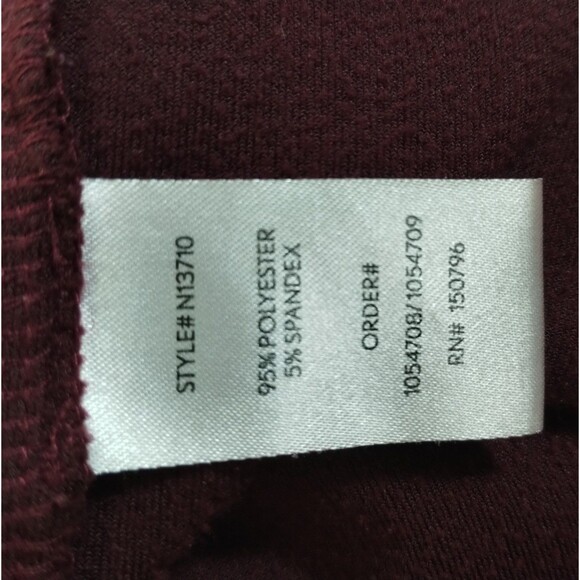 STYLE# N13710
95% POLYESTER
5% SPANDEX
ORDER#
1054708/1054709
RN# 150796